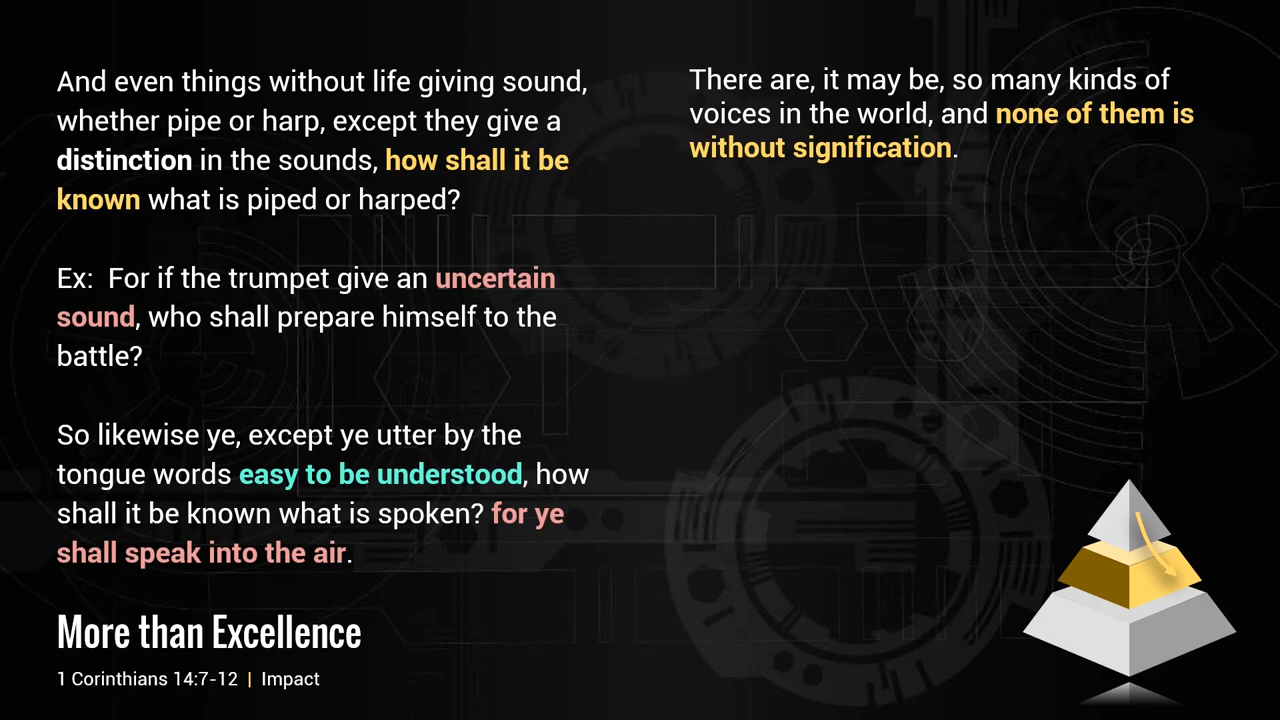 And even things without life giving sound,
whether pipe or harp, except they give a
distinction in the sounds, how shall it be
known what is piped or harped?
Ex:  For if the trumpet give an uncertain
sound, who shall prepare himself to the
battle?
So likewise ye, except ye utter by the
tongue words easy to be understood, how
shall it be known what is spoken? for ye
shall speak into the air.
There are, it may be, so many kinds of
voices in the world, and none of them is
without signification.
More than Excellence
1 Corinthians 14:7-12 | Impact